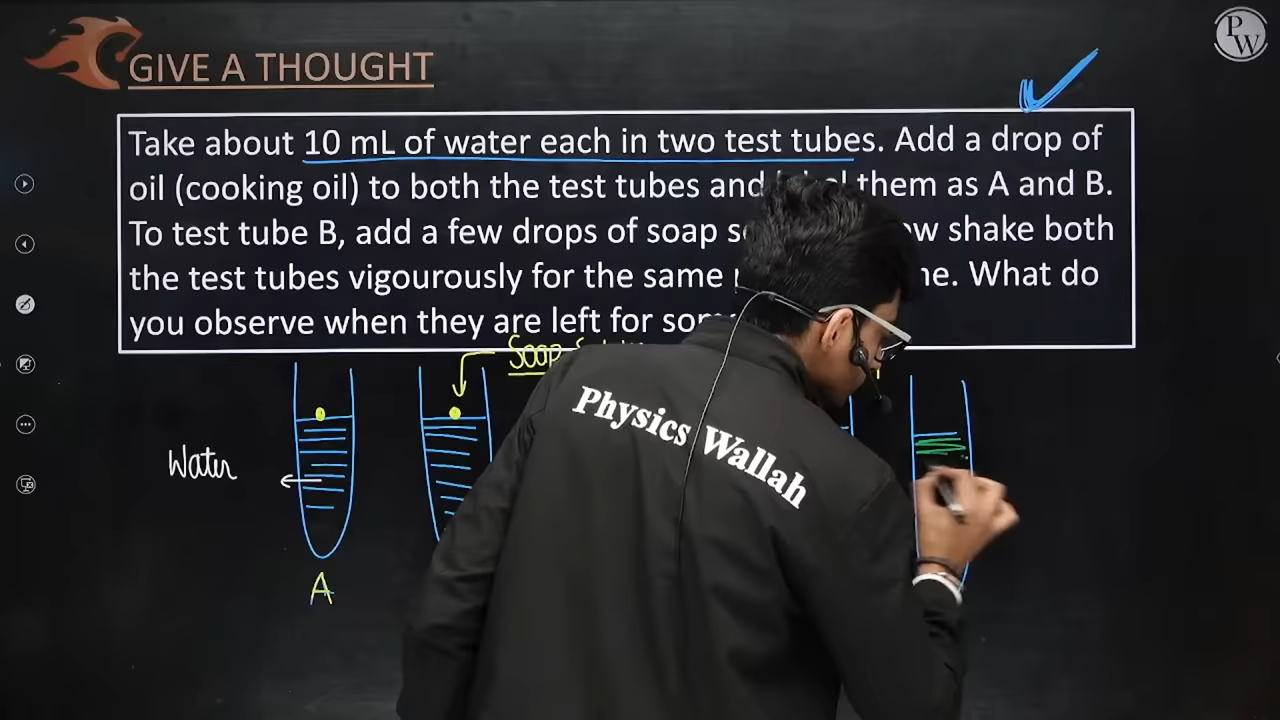 GIVE A THOUGHT
PW
Take about 10 mL of water each in two test tubes. Add a drop of
oil (cooking oil) to both the test tubes and them as A and B.
To test tube B, add a few drops of soap shake both
the test tubes vigourously for the same What do
you observe when they are left for
Soap
Water
A
Physics Wallah